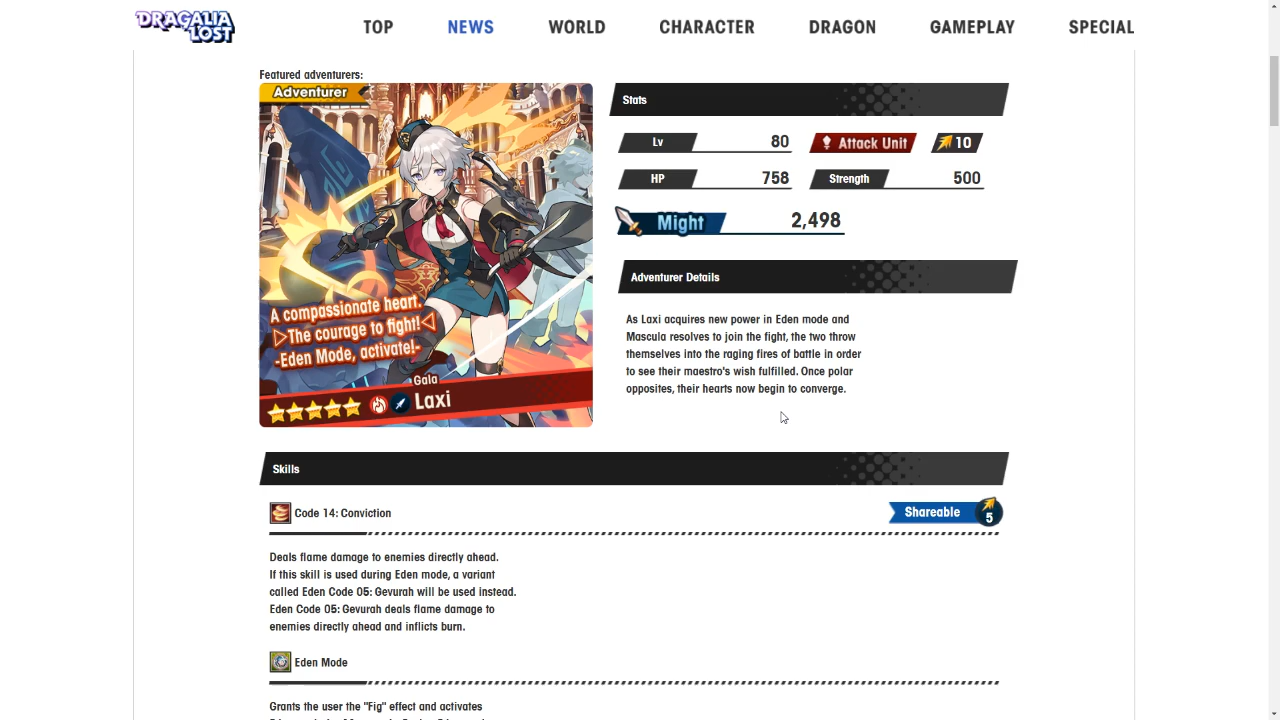 DRAGALIA LOST
TOP NEWS WORLD CHARACTER DRAGON GAMEPLAY SPECIAL
Featured adventurers:
Adventurer
A compassionate heart.
▷The courage to fight!◁
-Eden Mode, activate!-
Gala
Laxi
Stats
Lv 80 Attack Unit 10
HP 758 Strength 500
Might 2,498
Adventurer Details
As Laxi acquires new power in Eden mode and
Mascula resolves to join the fight, the two throw
themselves into the raging fires of battle in order
to see their maestro's wish fulfilled. Once polar
opposites, their hearts now begin to converge.
Skills
Code 14: Conviction Shareable 5
Deals flame damage to enemies directly ahead.
If this skill is used during Eden mode, a variant
called Eden Code 05: Gevurah will be used instead.
Eden Code 05: Gevurah deals flame damage to
enemies directly ahead and inflicts burn.
Eden Mode
Grants the user the "Fig" effect and activates